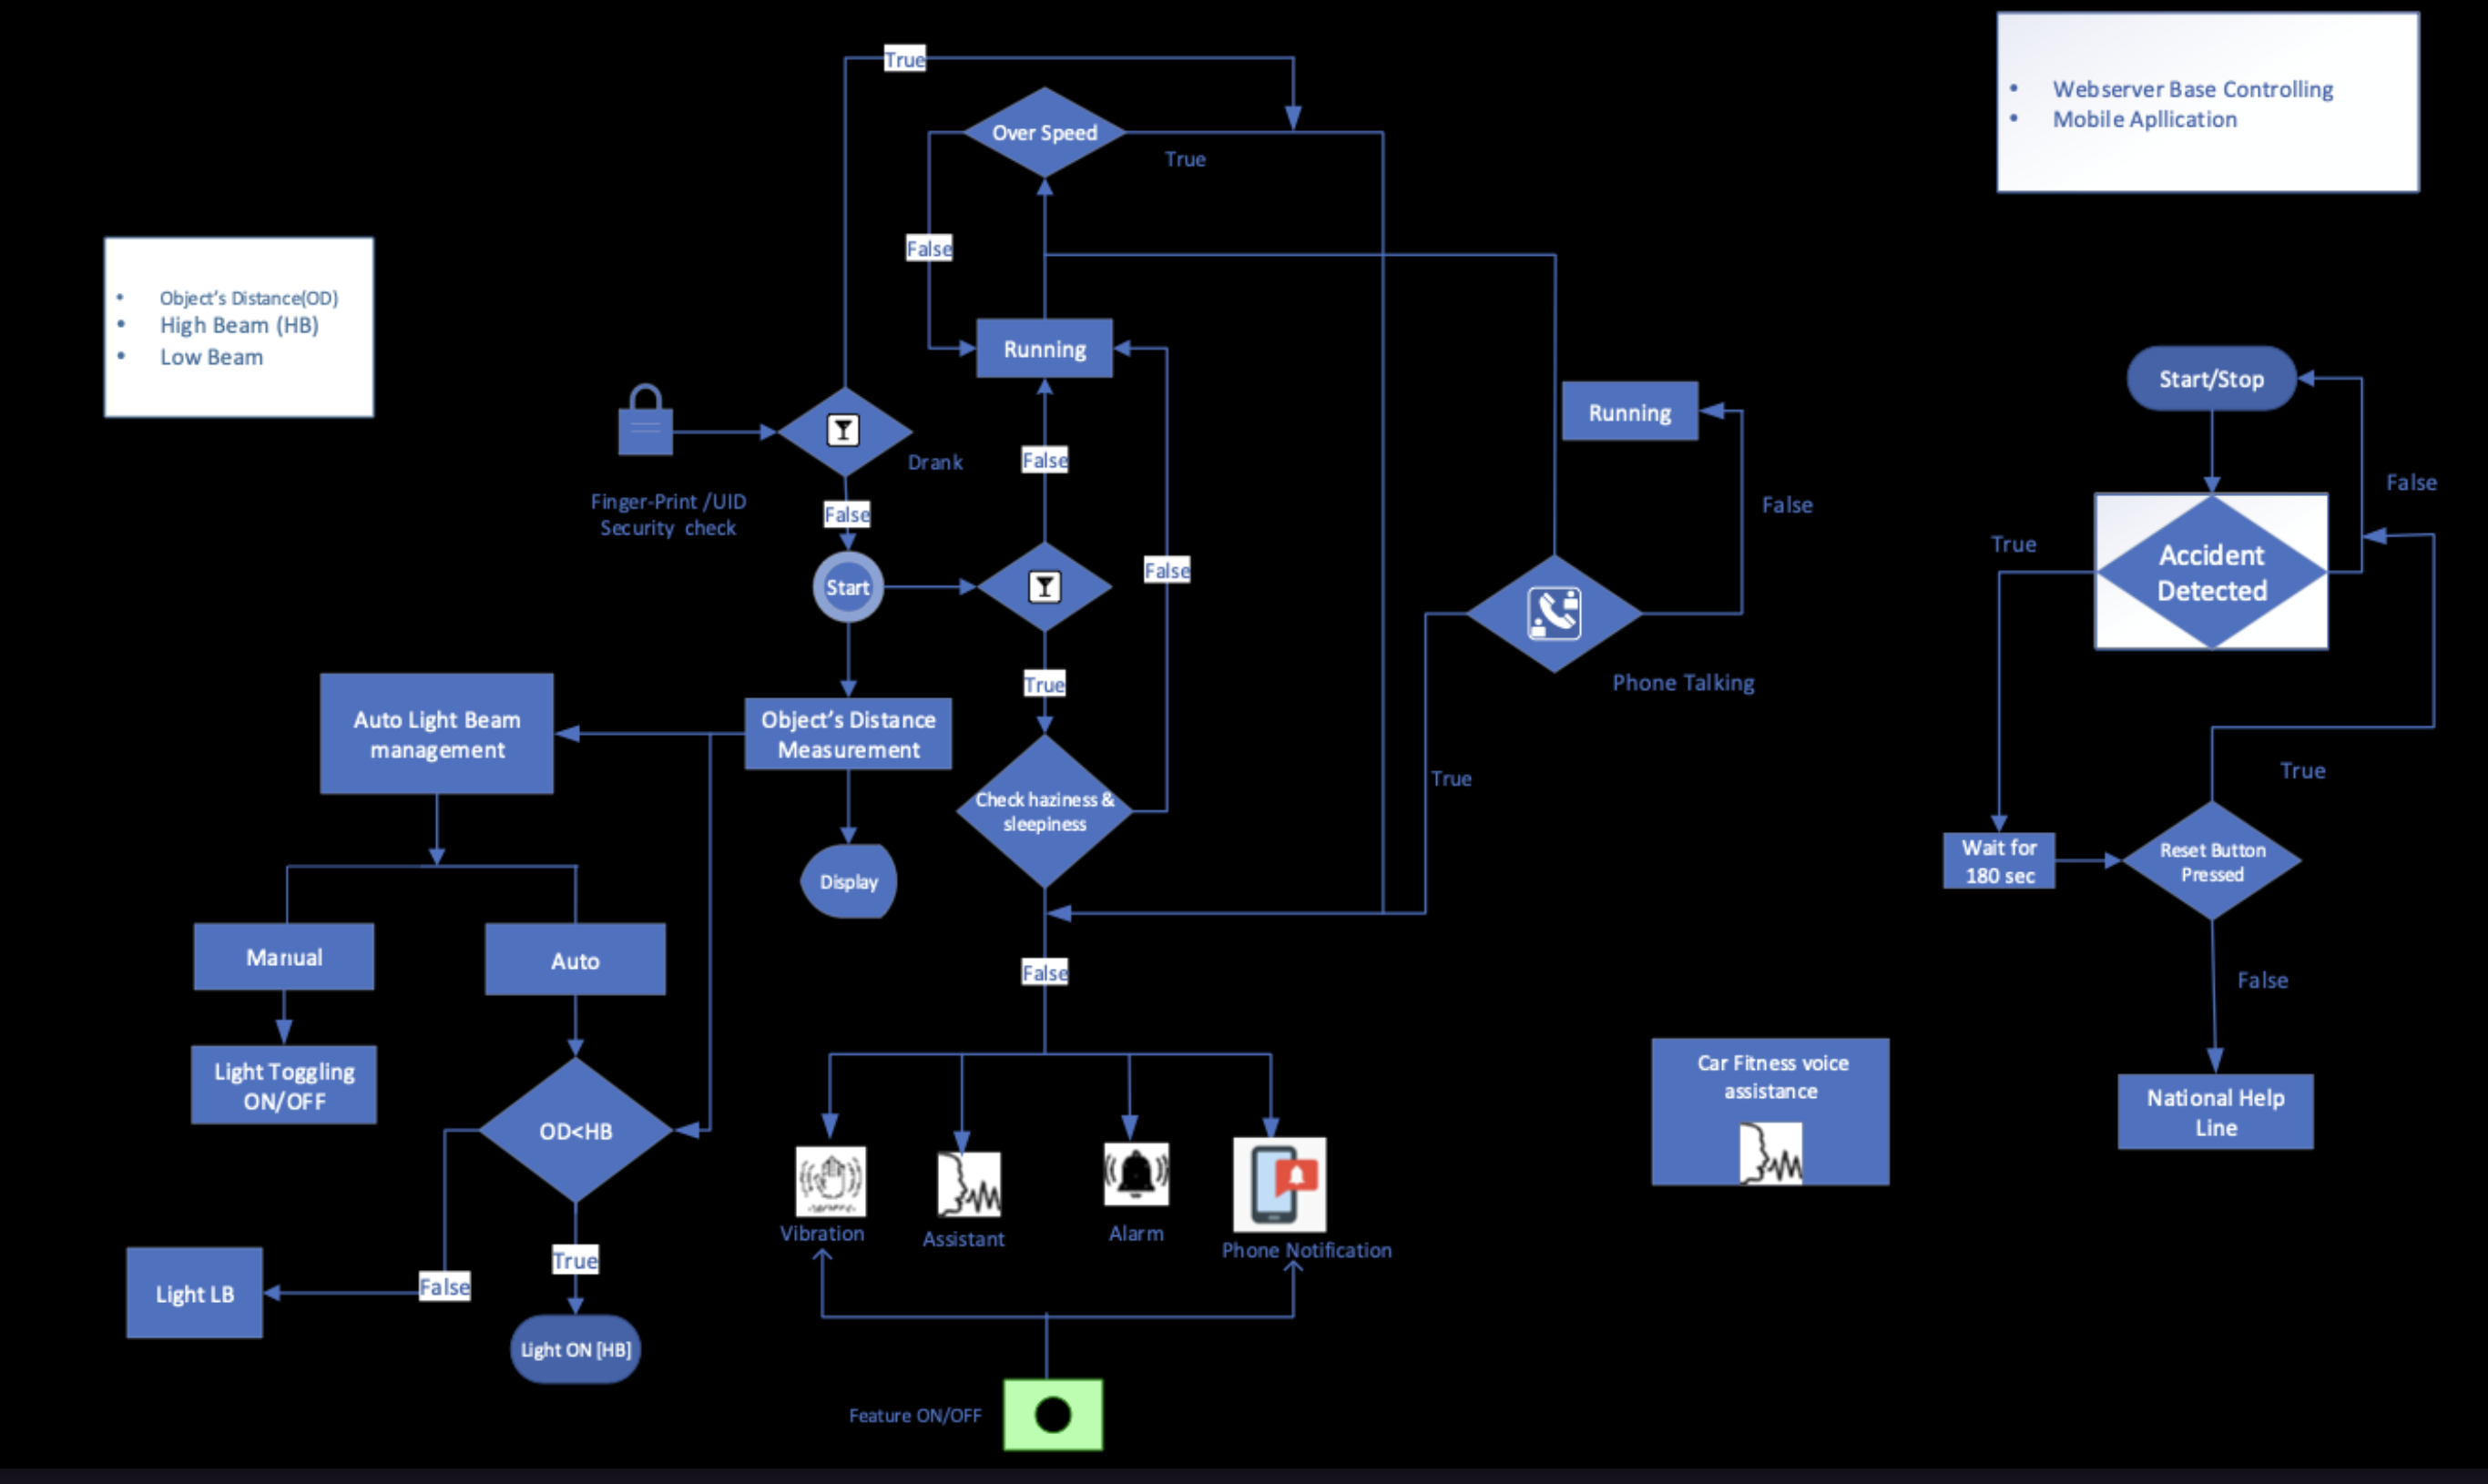 True
Over Speed
True
False
• Webserver Base Controlling
• Mobile Apllication
• Object's Distance(OD)
• High Beam (HB)
• Low Beam
Running
Start/Stop
Running
False
Drank
False
False
Finger-Print /UID
Security check
False
True
Accident
Detected
False
Start
True
Phone Talking
Auto Light Beam
management
Object's Distance
Measurement
True
True
Check haziness &
sleepiness
Display
Wait for
180 sec
Reset Button
Pressed
Manual
Auto
False
False
Light Toggling
ON/OFF
OD<HB
Car Fitness voice
assistance
National Help
Line
Vibration
Assistant
Alarm
Phone Notification
True
False
Light LB
Light ON [HB]
Feature ON/OFF